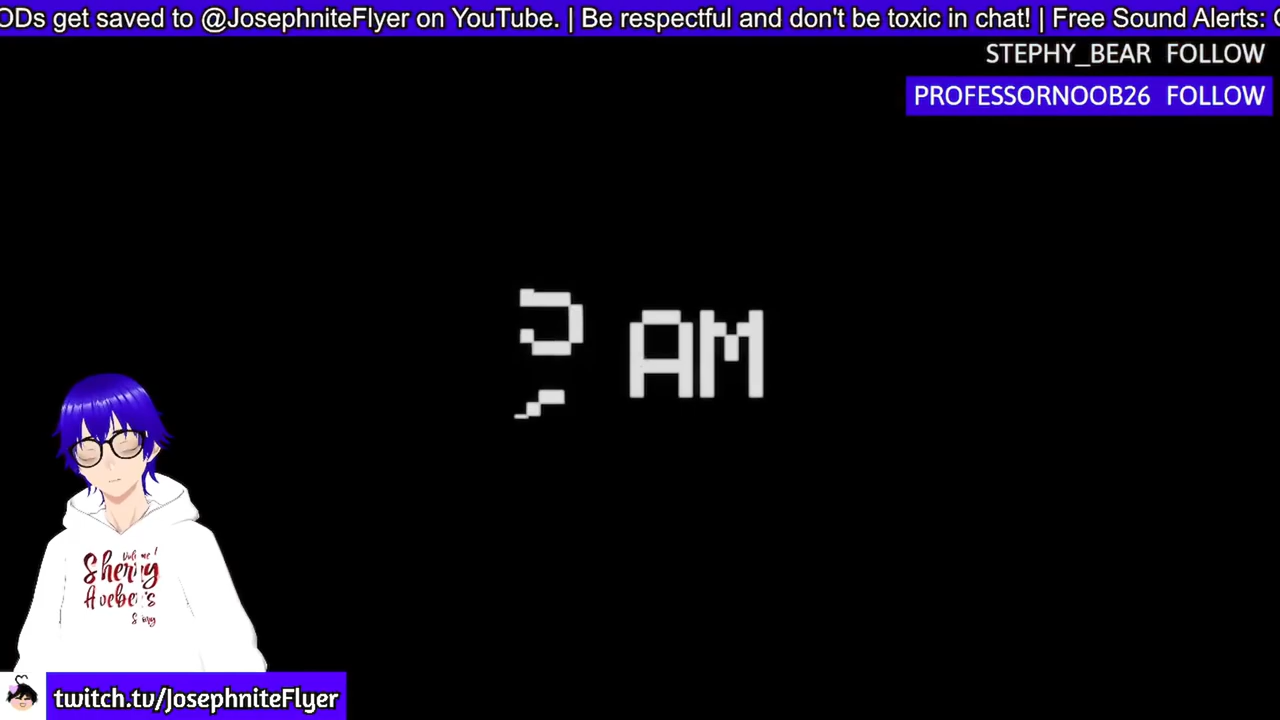 ODs get saved to @JosephniteFlyer on YouTube. | Be respectful and don't be toxic in chat! | Free Sound Alerts:
STEPHY_BEAR FOLLOW
PROFESSORNOOB26 FOLLOW
AM
Sherry
twitch.tv/JosephniteFlyer